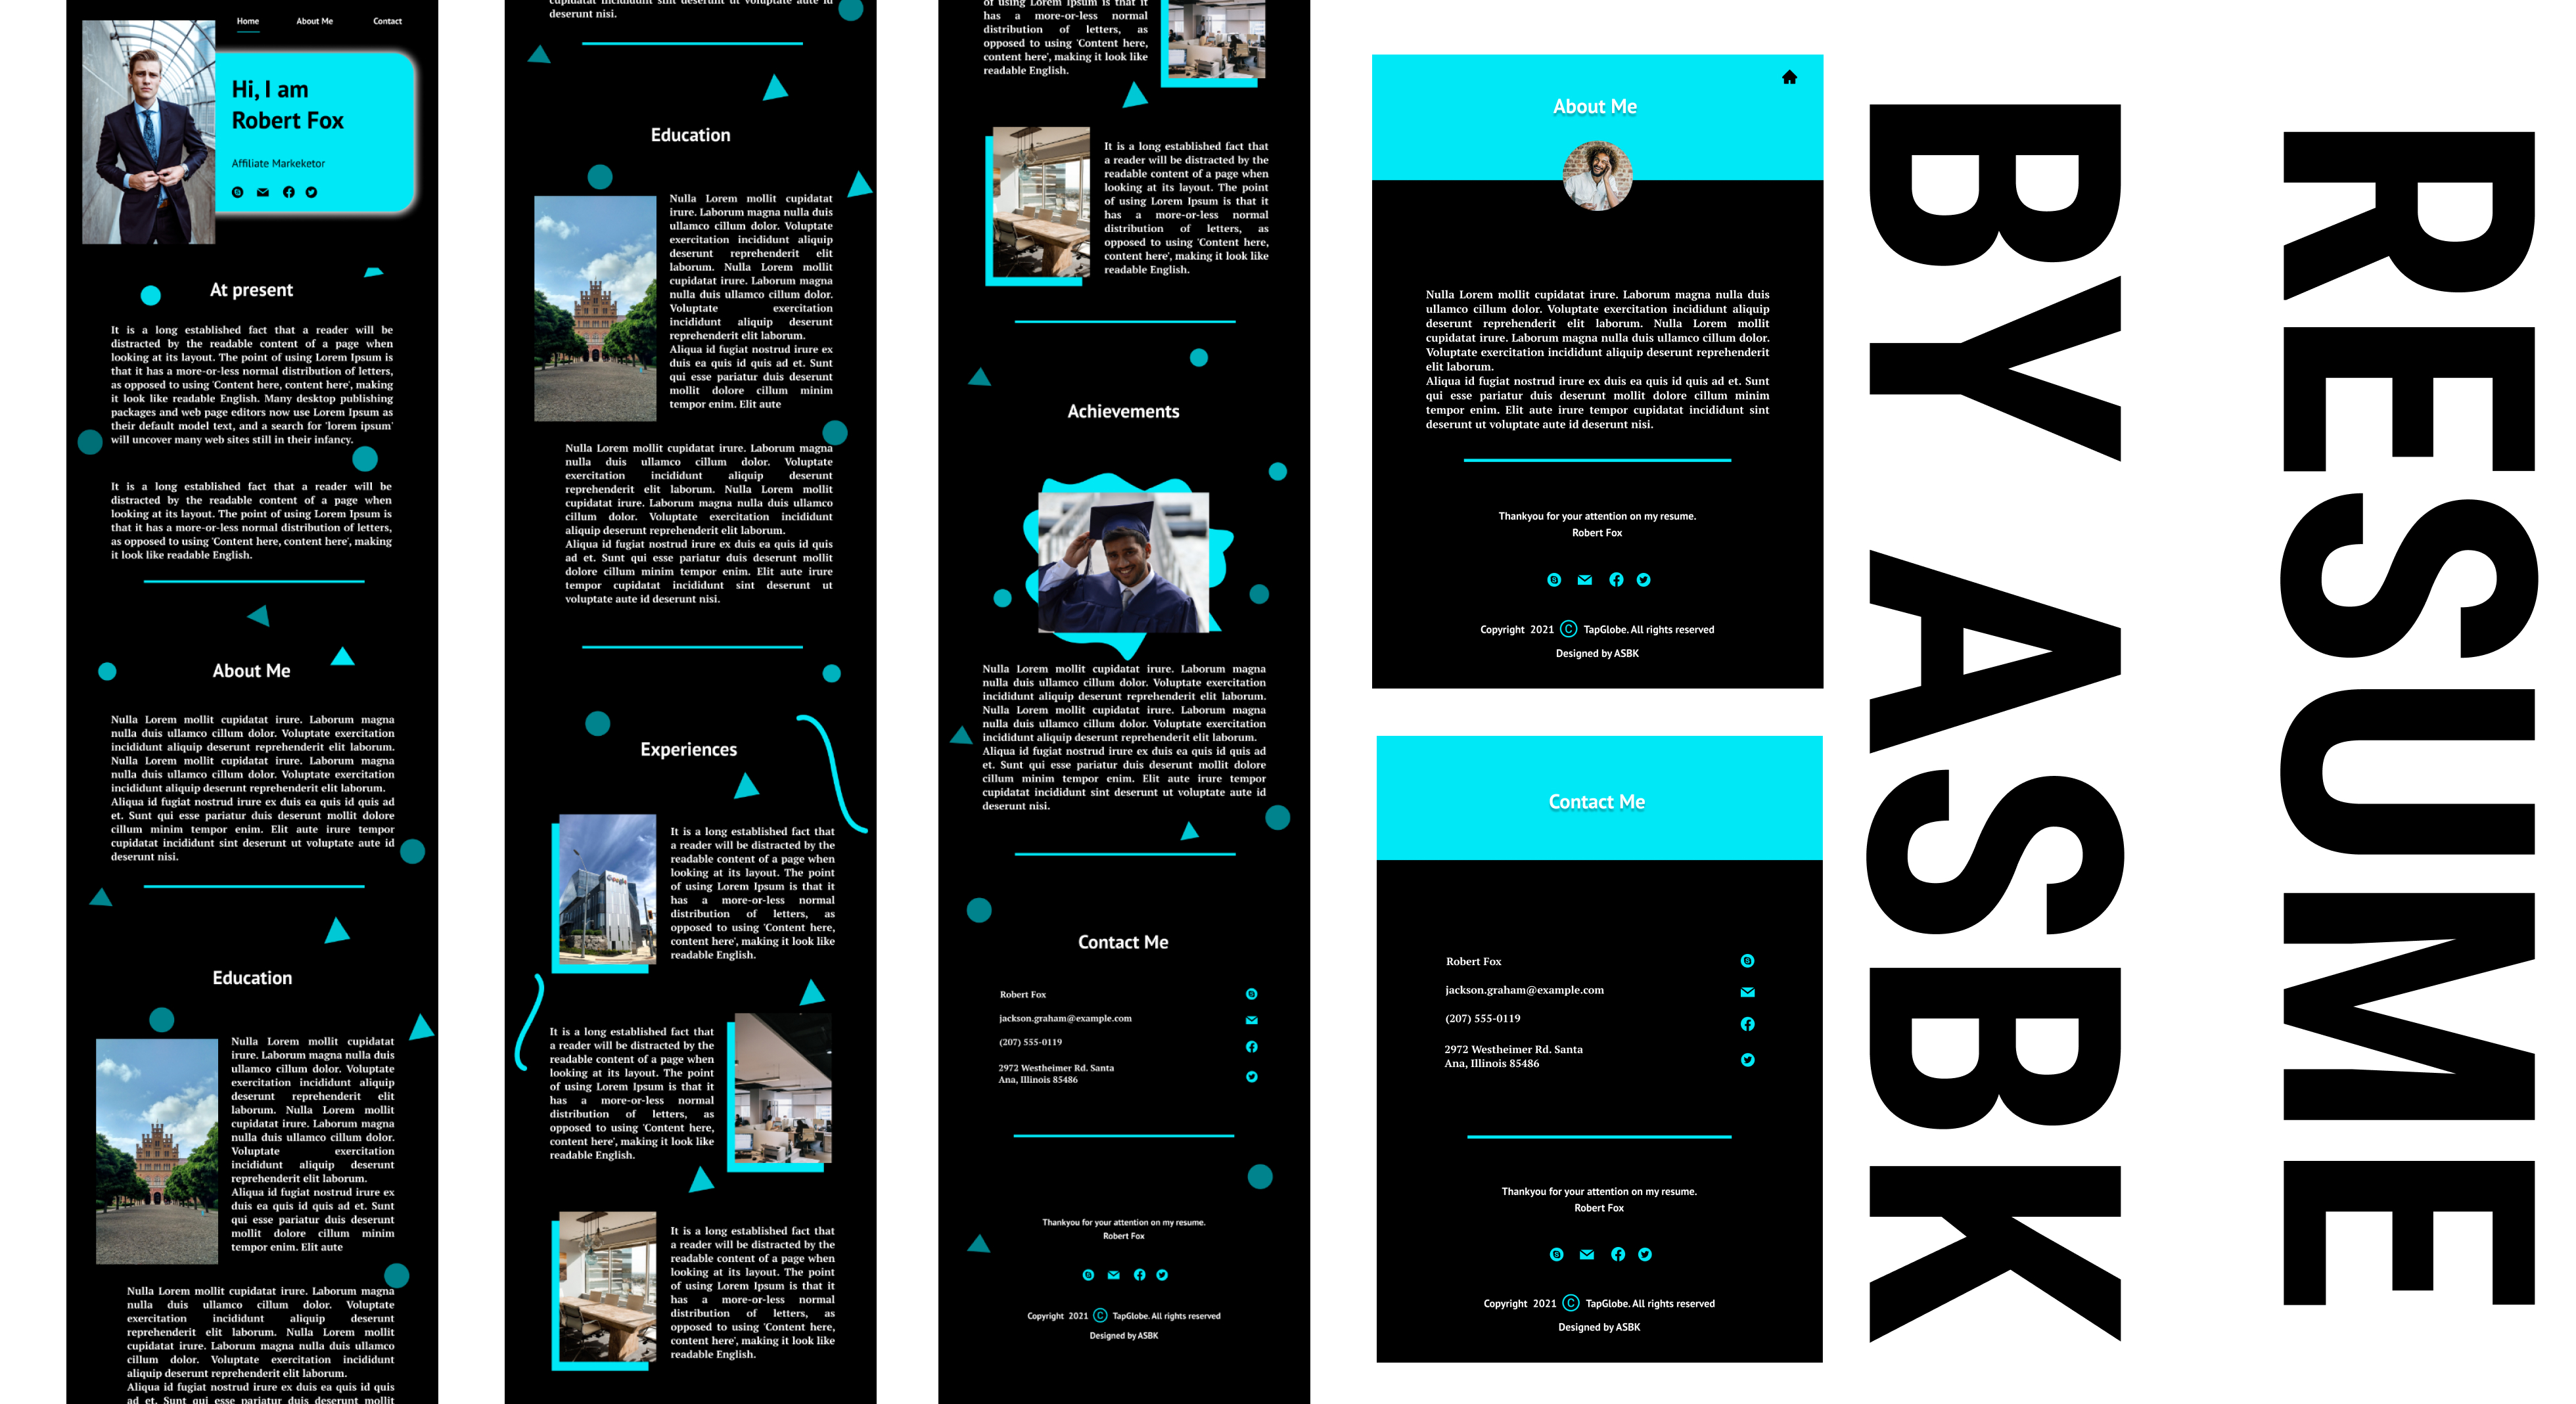 Home About Me Contact
Hi, I am
Robert Fox
Affiliate Markeketor
At present
It is a long established fact that a reader will be
distracted by the readable content of a page when
looking at its layout. The point of using Lorem Ipsum is
that it has a more-or-less normal distribution of letters,
as opposed to using 'Content here, content here', making
it look like readable English. Many desktop publishing
packages and web page editors now use Lorem Ipsum as
their default model text, and a search for 'lorem ipsum'
will uncover many web sites still in their infancy.
It is a long established fact that a reader will be
distracted by the readable content of a page when
looking at its layout. The point of using Lorem Ipsum is
that it has a more-or-less normal distribution of letters,
as opposed to using 'Content here, content here', making
it look like readable English.
About Me
Nulla Lorem mollit cupidatat irure. Laborum magna
nulla duis ullamco cillum dolor. Voluptate exercitation
incididunt aliquip deserunt reprehenderit elit laborum.
Nulla Lorem mollit cupidatat irure. Laborum magna
nulla duis ullamco cillum dolor. Voluptate exercitation
incididunt aliquip deserunt reprehenderit elit laborum.
Aliqua id fugiat nostrud irure ex duis ea quis id quis ad
et. Sunt qui esse pariatur duis deserunt mollit dolore
cillum minim tempor enim. Elit aute irure tempor
cupidatat incididunt sint deserunt ut voluptate aute id
deserunt nisi.
Education
Nulla Lorem mollit cupidatat
irure. Laborum magna nulla duis
ullamco cillum dolor. Voluptate
exercitation incididunt aliquip
deserunt reprehenderit elit
laborum. Nulla Lorem mollit
cupidatat irure. Laborum magna
nulla duis ullamco cillum dolor.
Voluptate exercitation
incididunt aliquip deserunt
reprehenderit elit laborum.
Aliqua id fugiat nostrud irure ex
duis ea quis id quis ad et. Sunt
qui esse pariatur duis deserunt
mollit dolore cillum minim
tempor enim. Elit aute
Nulla Lorem mollit cupidatat irure. Laborum magna
nulla duis ullamco cillum dolor. Voluptate
exercitation incididunt aliquip deserunt
reprehenderit elit laborum. Nulla Lorem mollit
cupidatat irure. Laborum magna nulla duis ullamco
cillum dolor. Voluptate exercitation incididunt
aliquip deserunt reprehenderit elit laborum.
Aliqua id fugiat nostrud irure ex duis ea quis id quis
ad et. Sunt qui esse pariatur duis deserunt mollit
cupidatat incididunt sint deserunt ut voluptate aute id
deserunt nisi.
Education
Nulla Lorem mollit cupidatat
irure. Laborum magna nulla duis
ullamco cillum dolor. Voluptate
exercitation incididunt aliquip
deserunt reprehenderit elit
laborum. Nulla Lorem mollit
cupidatat irure. Laborum magna
nulla duis ullamco cillum dolor.
Voluptate exercitation
incididunt aliquip deserunt
reprehenderit elit laborum.
Aliqua id fugiat nostrud irure ex
duis ea quis id quis ad et. Sunt
qui esse pariatur duis deserunt
mollit dolore cillum minim
tempor enim. Elit aute
Nulla Lorem mollit cupidatat irure. Laborum magna
nulla duis ullamco cillum dolor. Voluptate
exercitation incididunt aliquip deserunt
reprehenderit elit laborum. Nulla Lorem mollit
cupidatat irure. Laborum magna nulla duis ullamco
cillum dolor. Voluptate exercitation incididunt
aliquip deserunt reprehenderit elit laborum.
Aliqua id fugiat nostrud irure ex duis ea quis id quis
ad et. Sunt qui esse pariatur duis deserunt mollit
dolore cillum minim tempor enim. Elit aute irure
tempor cupidatat incididunt sint deserunt ut
voluptate aute id deserunt nisi.
Experiences
It is a long established fact that
a reader will be distracted by the
readable content of a page when
looking at its layout. The point
of using Lorem Ipsum is that it
has a more-or-less normal
distribution of letters, as
opposed to using 'Content here,
content here', making it look like
readable English.
Google
It is a long established fact that
a reader will be distracted by the
readable content of a page when
looking at its layout. The point
of using Lorem Ipsum is that it
has a more-or-less normal
distribution of letters, as
opposed to using 'Content here,
content here', making it look like
readable English.
It is a long established fact that
a reader will be distracted by the
readable content of a page when
looking at its layout. The point
of using Lorem Ipsum is that it
has a more-or-less normal
distribution of letters, as
opposed to using 'Content here,
content here', making it look like
readable English.
of using Lorem Ipsum is that it
has a more-or-less normal
distribution of letters, as
opposed to using 'Content here,
content here', making it look like
readable English.
It is a long established fact that
a reader will be distracted by the
readable content of a page when
looking at its layout. The point
of using Lorem Ipsum is that it
has a more-or-less normal
distribution of letters, as
opposed to using 'Content here,
content here', making it look like
readable English.
Achievements
Nulla Lorem mollit cupidatat irure. Laborum magna
nulla duis ullamco cillum dolor. Voluptate exercitation
incididunt aliquip deserunt reprehenderit elit laborum.
Nulla Lorem mollit cupidatat irure. Laborum magna
nulla duis ullamco cillum dolor. Voluptate exercitation
incididunt aliquip deserunt reprehenderit elit laborum.
Aliqua id fugiat nostrud irure ex duis ea quis id quis ad
et. Sunt qui esse pariatur duis deserunt mollit dolore
cillum minim tempor enim. Elit aute irure tempor
cupidatat incididunt sint deserunt ut voluptate aute id
deserunt nisi.
Contact Me
Robert Fox
jackson.graham@example.com
(207) 555-0119
2972 Westheimer Rd. Santa
Ana, Illinois 85486
Thankyou for your attention on my resume.
Robert Fox
Copyright 2021 © TapGlobe. All rights reserved
Designed by ASBK
About Me
Nulla Lorem mollit cupidatat irure. Laborum magna nulla duis
ullamco cillum dolor. Voluptate exercitation incididunt aliquip
deserunt reprehenderit elit laborum. Nulla Lorem mollit
cupidatat irure. Laborum magna nulla duis ullamco cillum dolor.
Voluptate exercitation incididunt aliquip deserunt reprehenderit
elit laborum.
Aliqua id fugiat nostrud irure ex duis ea quis id quis ad et. Sunt
qui esse pariatur duis deserunt mollit dolore cillum minim
tempor enim. Elit aute irure tempor cupidatat incididunt sint
deserunt ut voluptate aute id deserunt nisi.
Thankyou for your attention on my resume.
Robert Fox
Copyright 2021 © TapGlobe. All rights reserved
Designed by ASBK
Contact Me
Robert Fox
jackson.graham@example.com
(207) 555-0119
2972 Westheimer Rd. Santa
Ana, Illinois 85486
Thankyou for your attention on my resume.
Robert Fox
Copyright 2021 © TapGlobe. All rights reserved
Designed by ASBK
RESUME
BY ASBK